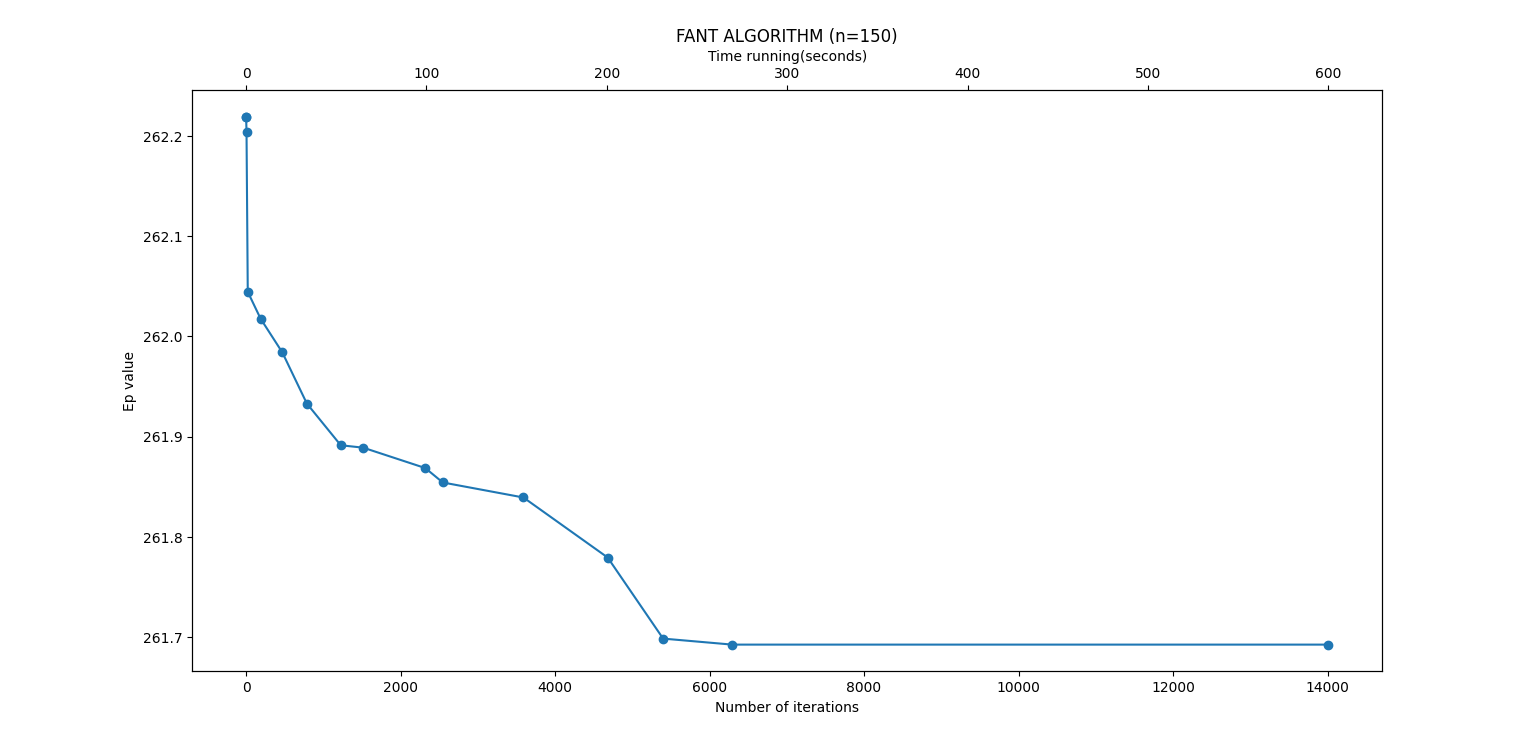 FANT ALGORITHM (n=150)
Time running(seconds)
0 100 200 300 400 500 600
262.2
262.1
262.0
261.9
261.8
261.7
Ep value
0 2000 4000 6000 8000 10000 12000 14000
Number of iterations